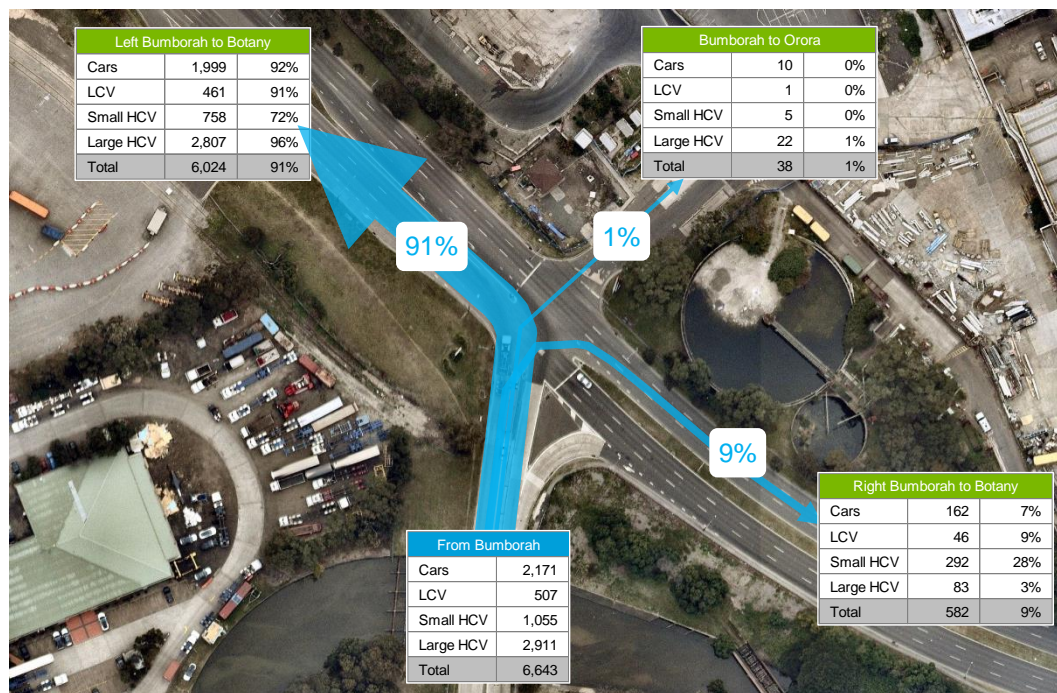 Left Bumborah to Botany
Cars 1,999 92%
LCV 461 91%
Small HCV 758 72%
Large HCV 2,807 96%
Total 6,024 91%
Bumborah to Orora
Cars 10 0%
LCV 1 0%
Small HCV 5 0%
Large HCV 22 1%
Total 38 1%
91%
1%
9%
Right Bumborah to Botany
Cars 162 7%
LCV 46 9%
Small HCV 292 28%
Large HCV 83 3%
Total 582 9%
From Bumborah
Cars 2,171
LCV 507
Small HCV 1,055
Large HCV 2,911
Total 6,643